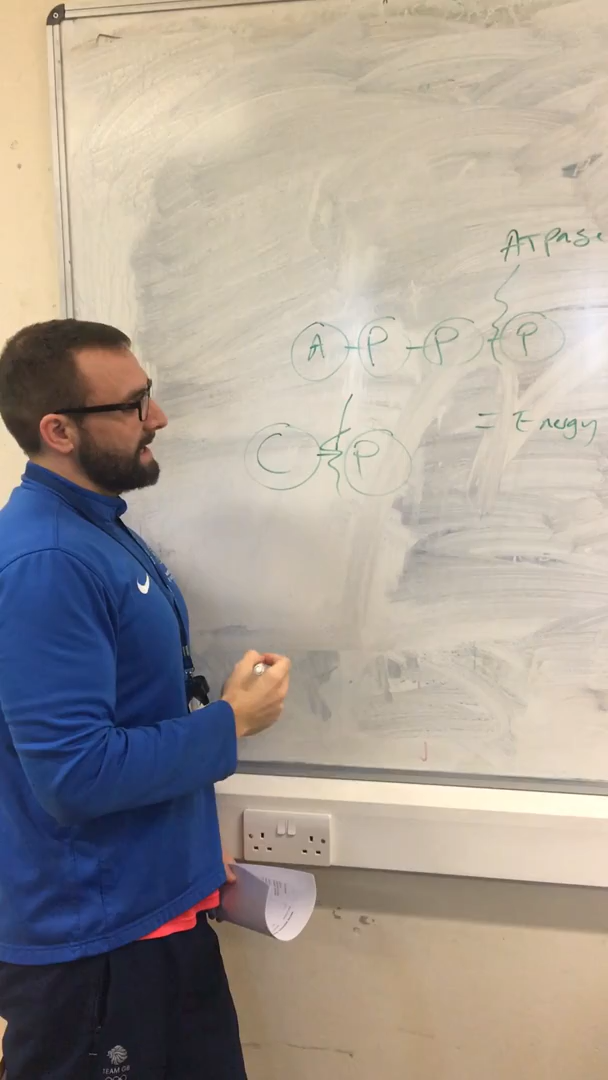 ATPase
A-P-P-P
= Energy
C P
TEAM GB